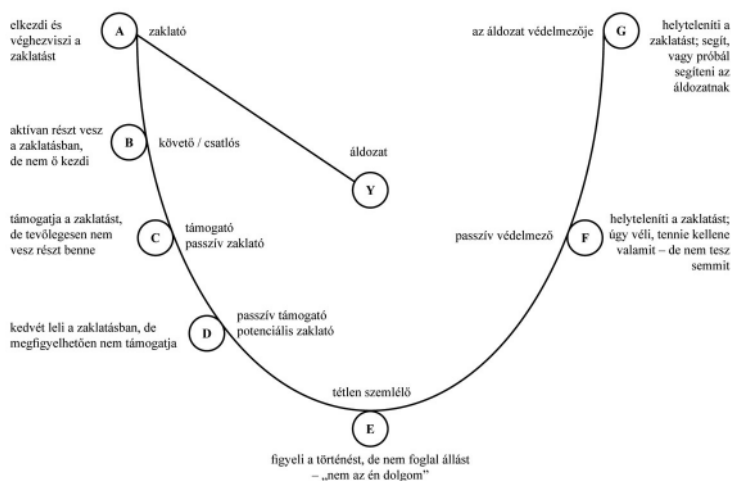 elkezdi és
véghezviszi a
zaklatást
A
zaklató
az áldozat védelmezője
G
helyteleníti a
zaklatást; segít,
vagy próbál
segíteni az
áldozatnak
aktívan részt vesz
a zaklatásban,
de nem ő kezdi
B
követő / csatlós
áldozat
Y
támogatja a zaklatást,
de tevőlegesen nem
vesz részt benne
C
támogató
passzív zaklató
passzív védelmező
F
helyteleníti a zaklatást;
úgy véli, tennie kellene
valamit – de nem tesz
semmit
kedvét leli a zaklatásban, de
megfigyelhetően nem támogatja
D
passzív támogató
potenciális zaklató
tétlen szemlélő
E
figyeli a történést, de nem foglal állást
– „nem az én dolgom”